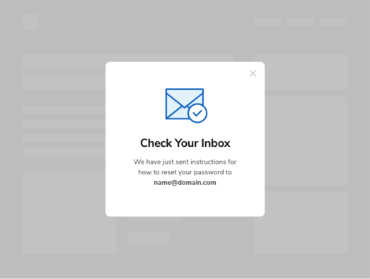 Check Your Inbox
We have just sent instructions for
how to reset your password to
name@domain.com